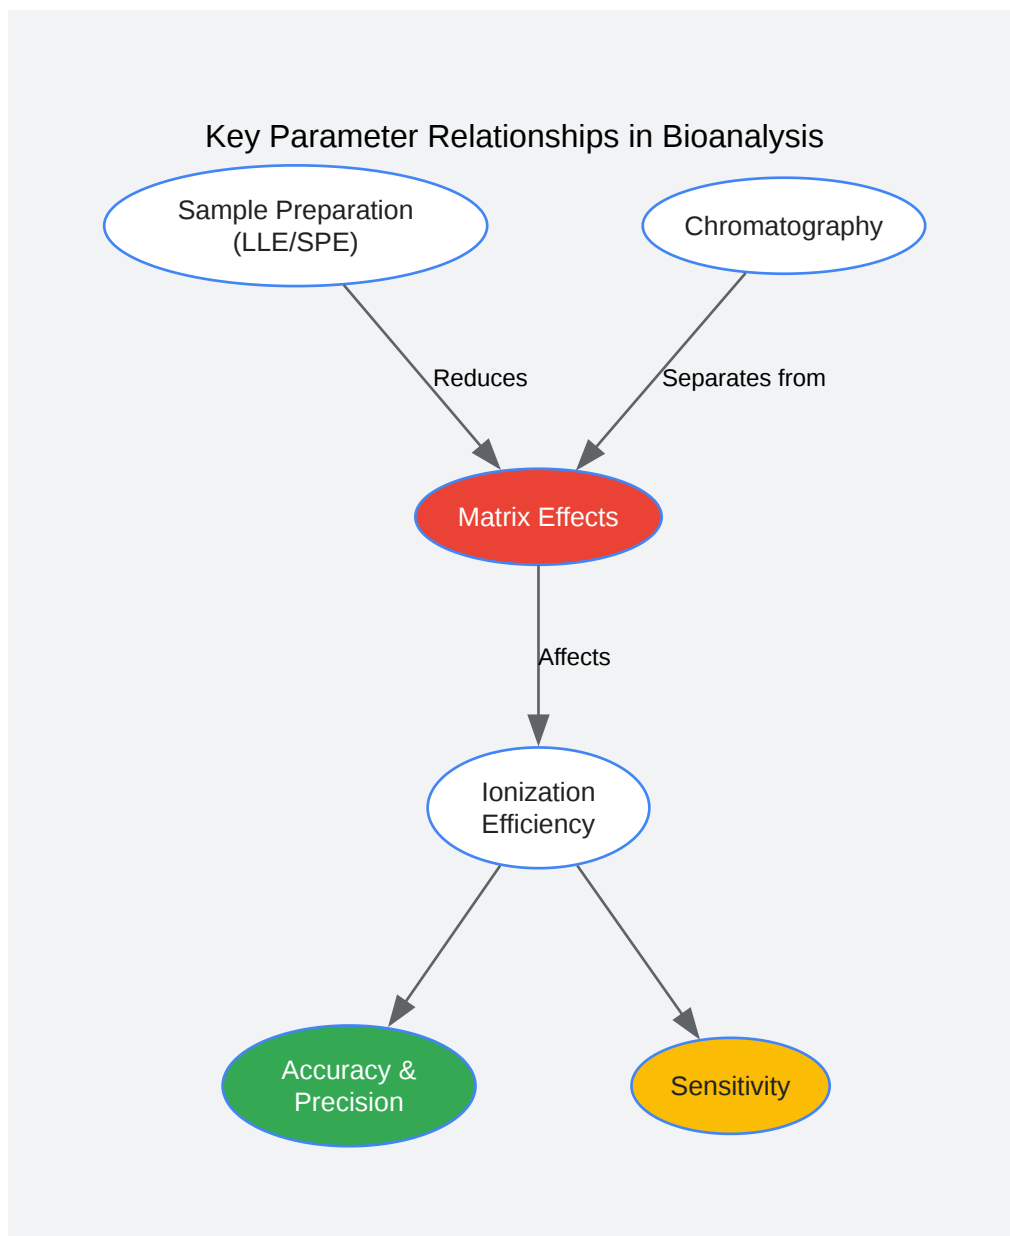 Key Parameter Relationships in Bioanalysis
Sample Preparation
(LLE/SPE)
Chromatography
Reduces
Separates from
Matrix Effects
Affects
Ionization
Efficiency
Accuracy &
Precision
Sensitivity